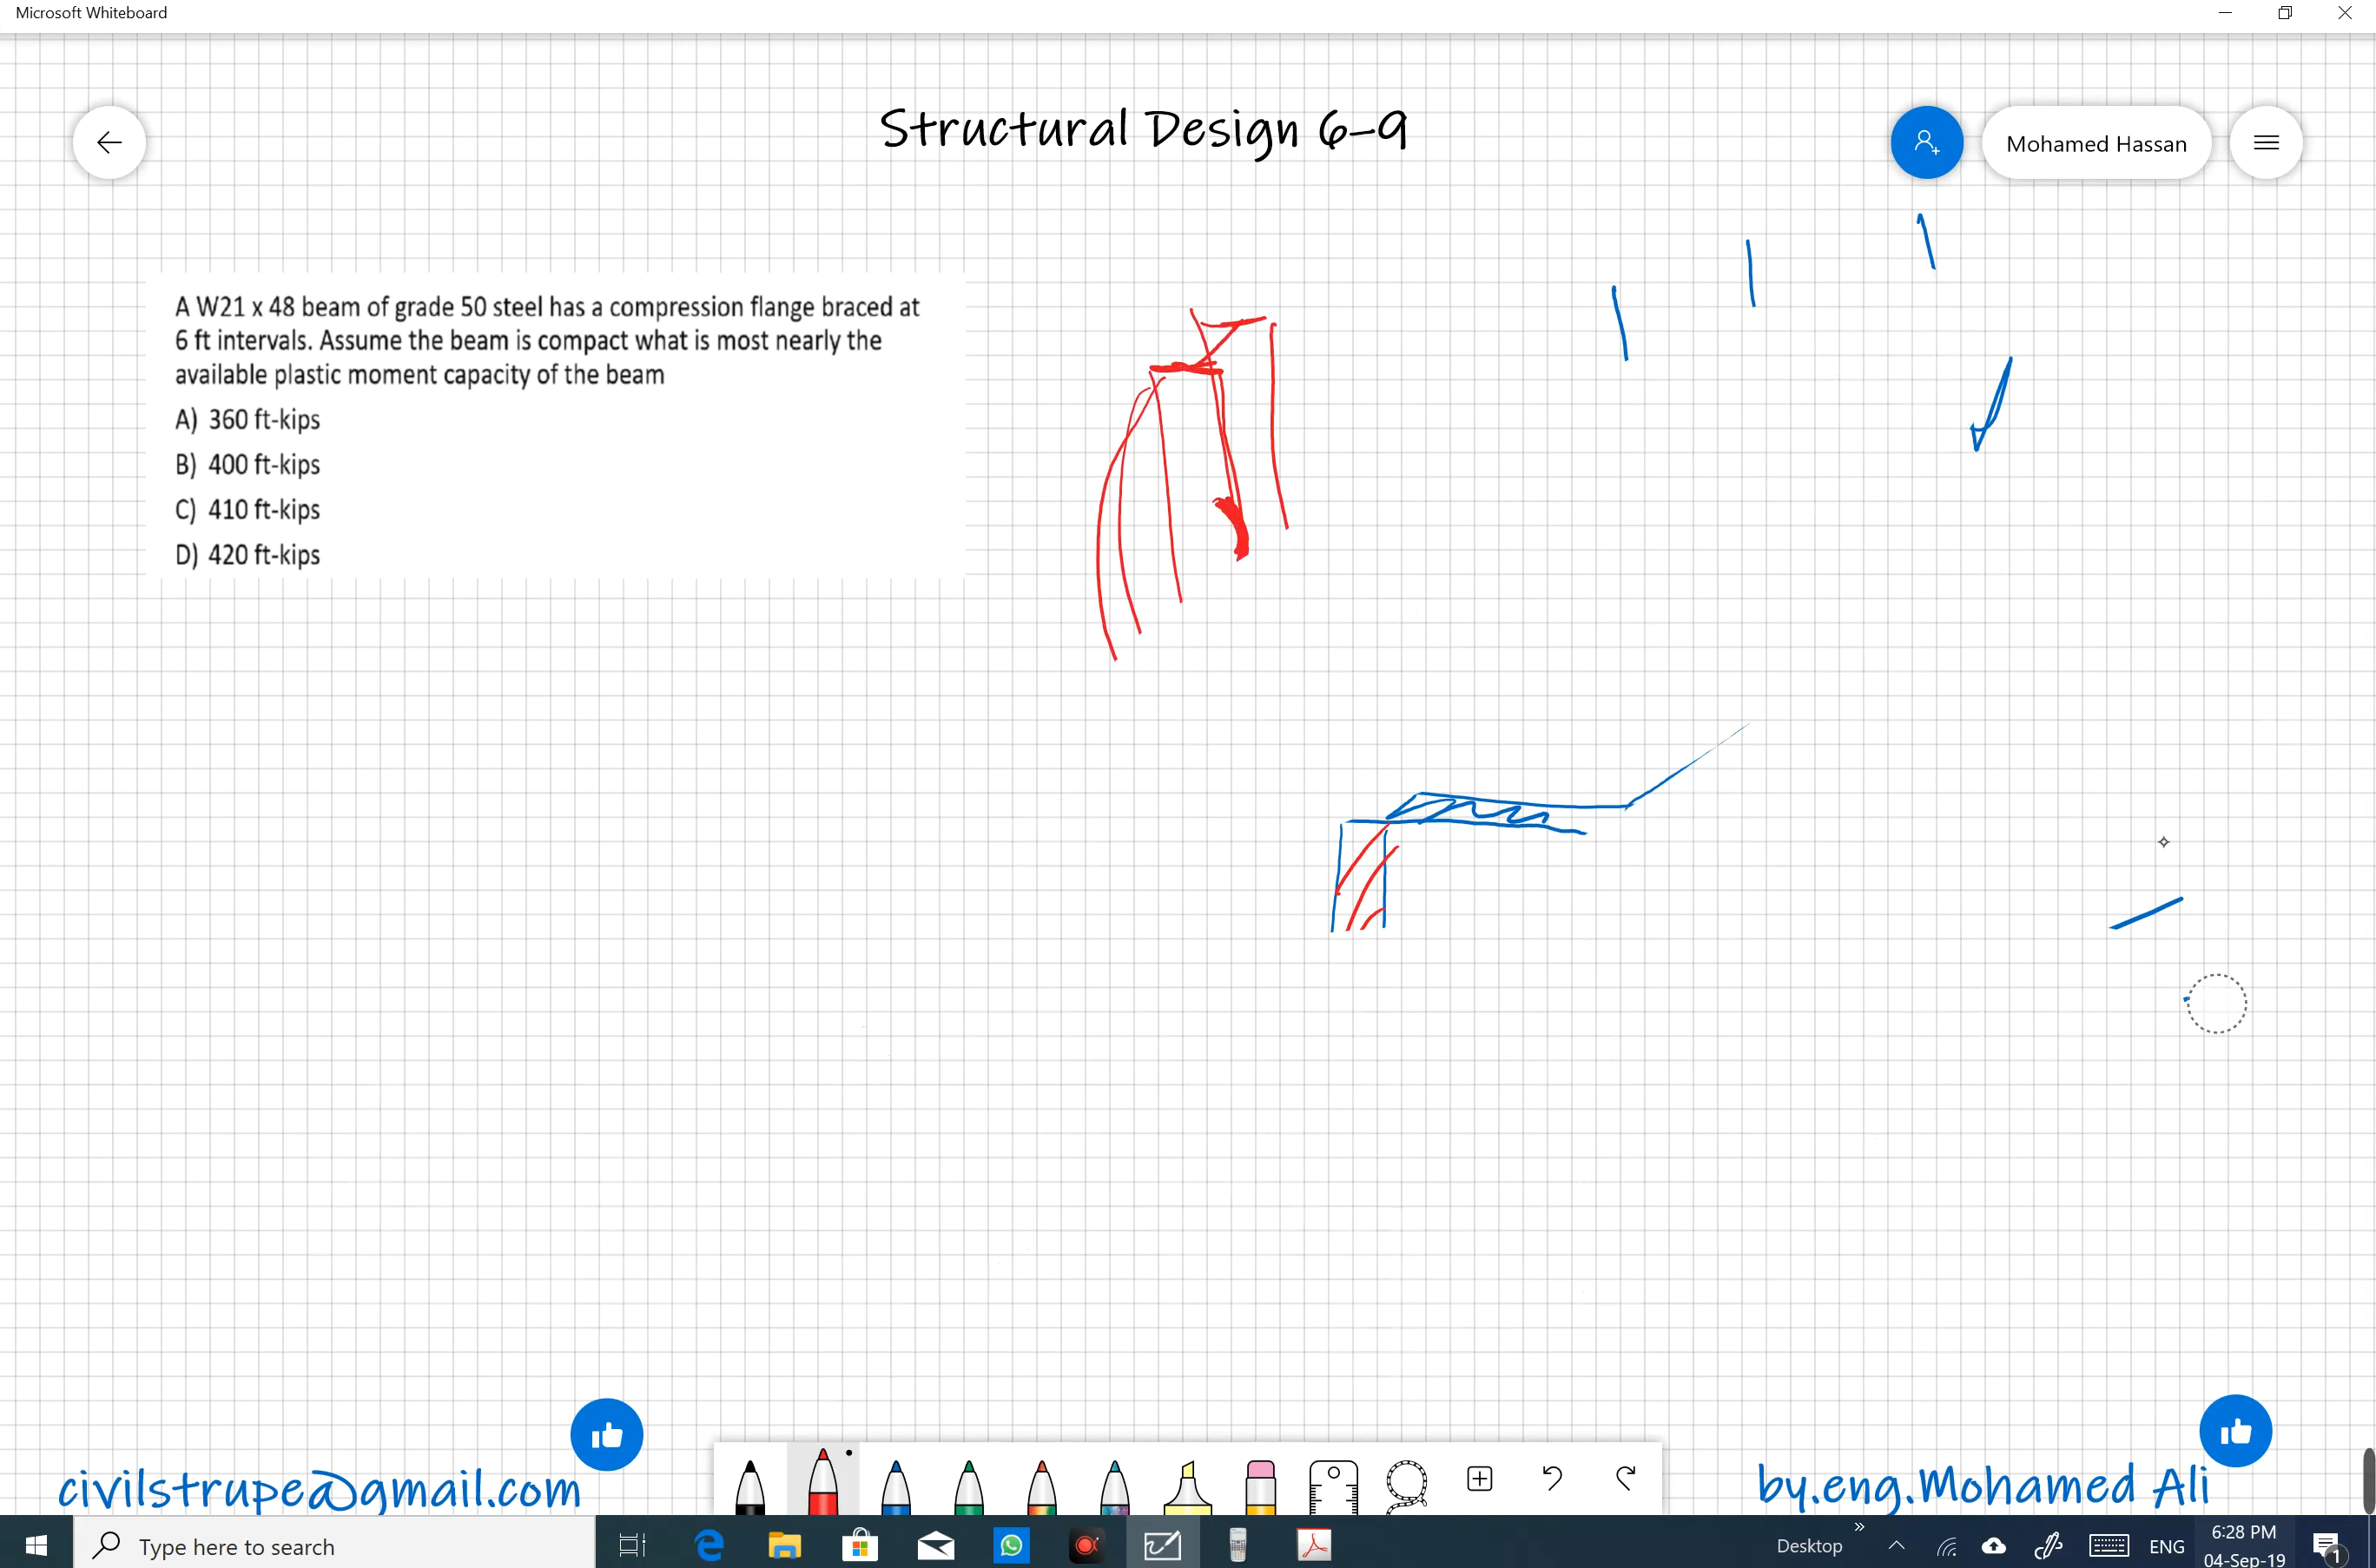 Microsoft Whiteboard
Structural Design 6-9
Mohamed Hassan
A W21 x 48 beam of grade 50 steel has a compression flange braced at
6 ft intervals. Assume the beam is compact what is most nearly the
available plastic moment capacity of the beam
A) 360 ft-kips
B) 400 ft-kips
C) 410 ft-kips
D) 420 ft-kips
civilstrupe@gmail.com
by.eng.Mohamed Ali
Type here to search
Desktop
ENG
6:28 PM
04-Sep-19
1